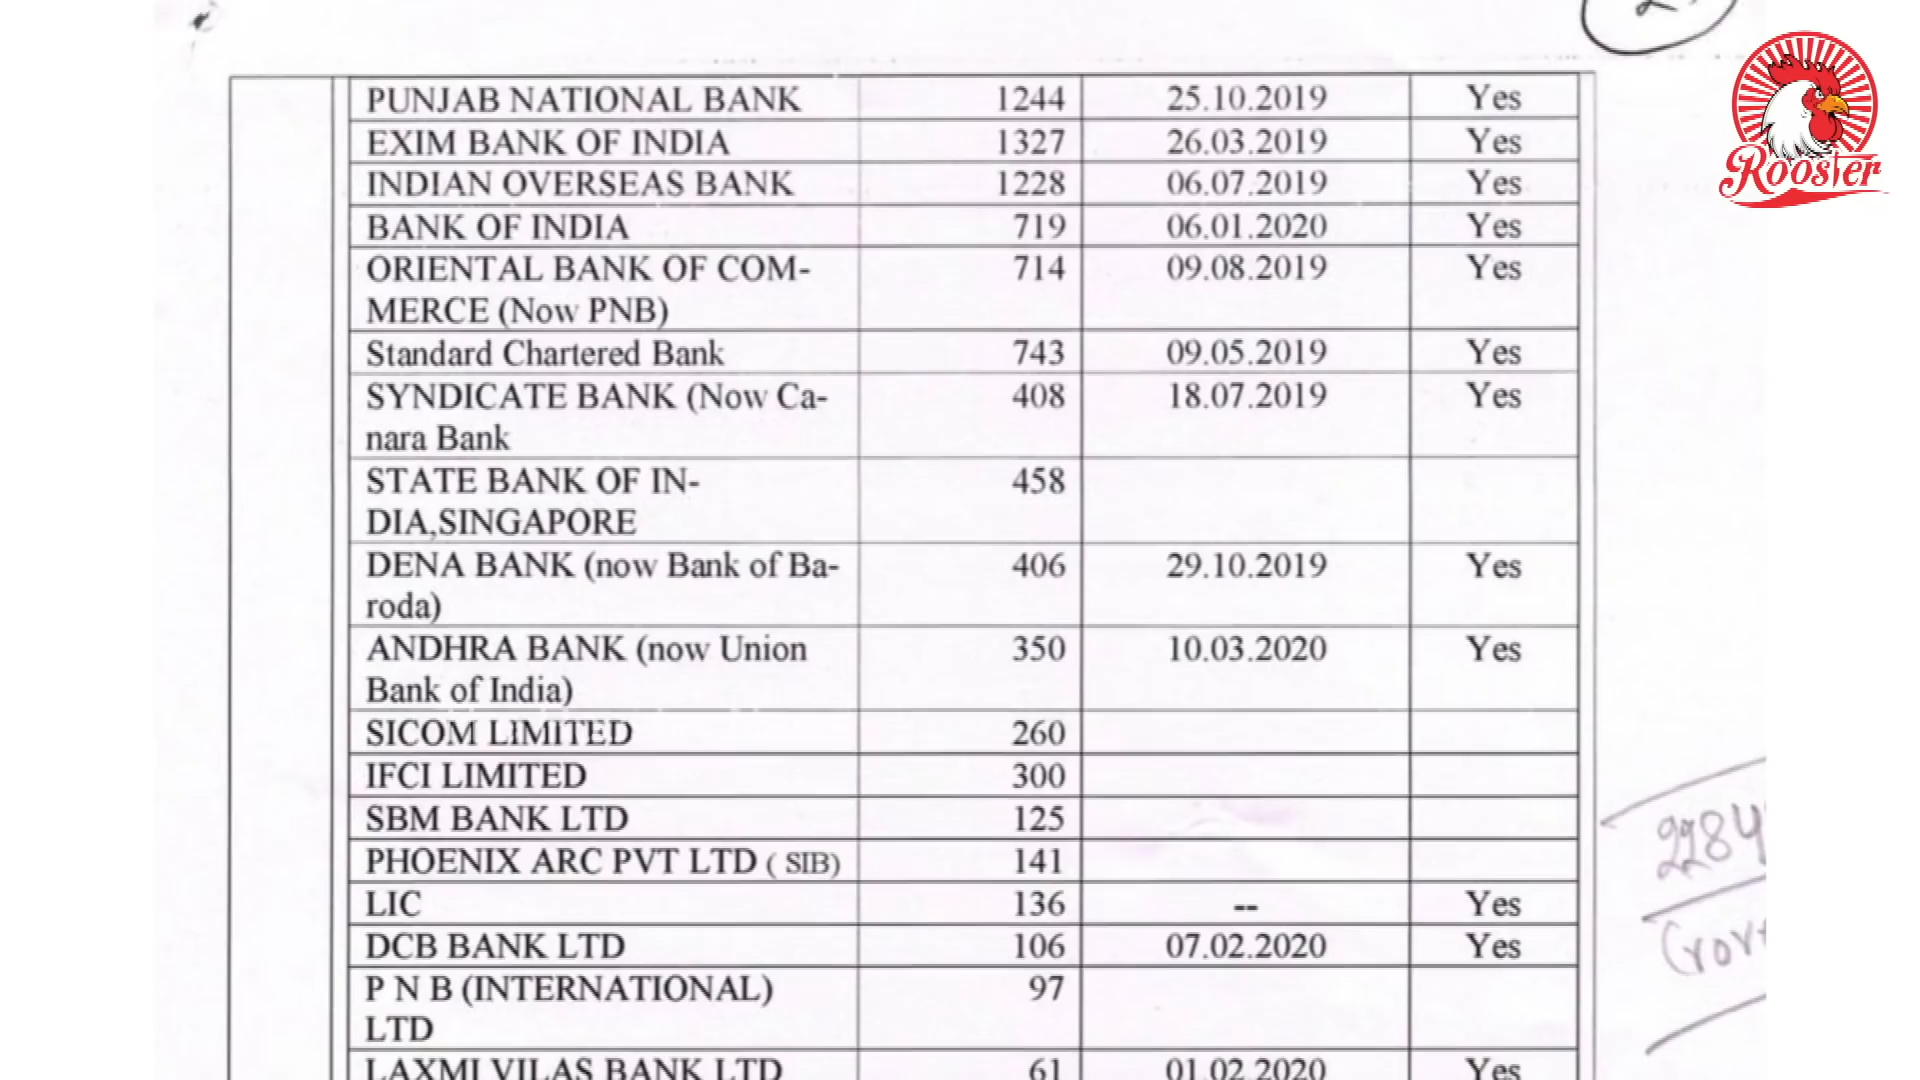 PUNJAB NATIONAL BANK 1244 25.10.2019 Yes
EXIM BANK OF INDIA 1327 26.03.2019 Yes
INDIAN OVERSEAS BANK 1228 06.07.2019 Yes
BANK OF INDIA 719 06.01.2020 Yes
ORIENTAL BANK OF COM- 714 09.08.2019 Yes
MERCE (Now PNB)
Standard Chartered Bank 743 09.05.2019 Yes
SYNDICATE BANK (Now Ca- 408 18.07.2019 Yes
nara Bank
STATE BANK OF IN- 458
DIA,SINGAPORE
DENA BANK (now Bank of Ba- 406 29.10.2019 Yes
roda)
ANDHRA BANK (now Union 350 10.03.2020 Yes
Bank of India)
SICOM LIMITED 260
IFCI LIMITED 300
SBM BANK LTD 125
PHOENIX ARC PVT LTD ( SIB) 141
LIC 136 -- Yes
DCB BANK LTD 106 07.02.2020 Yes
P N B (INTERNATIONAL) 97
LTD
LAXMI VILAS BANK LTD 61 01.02.2020 Yes
Rooster